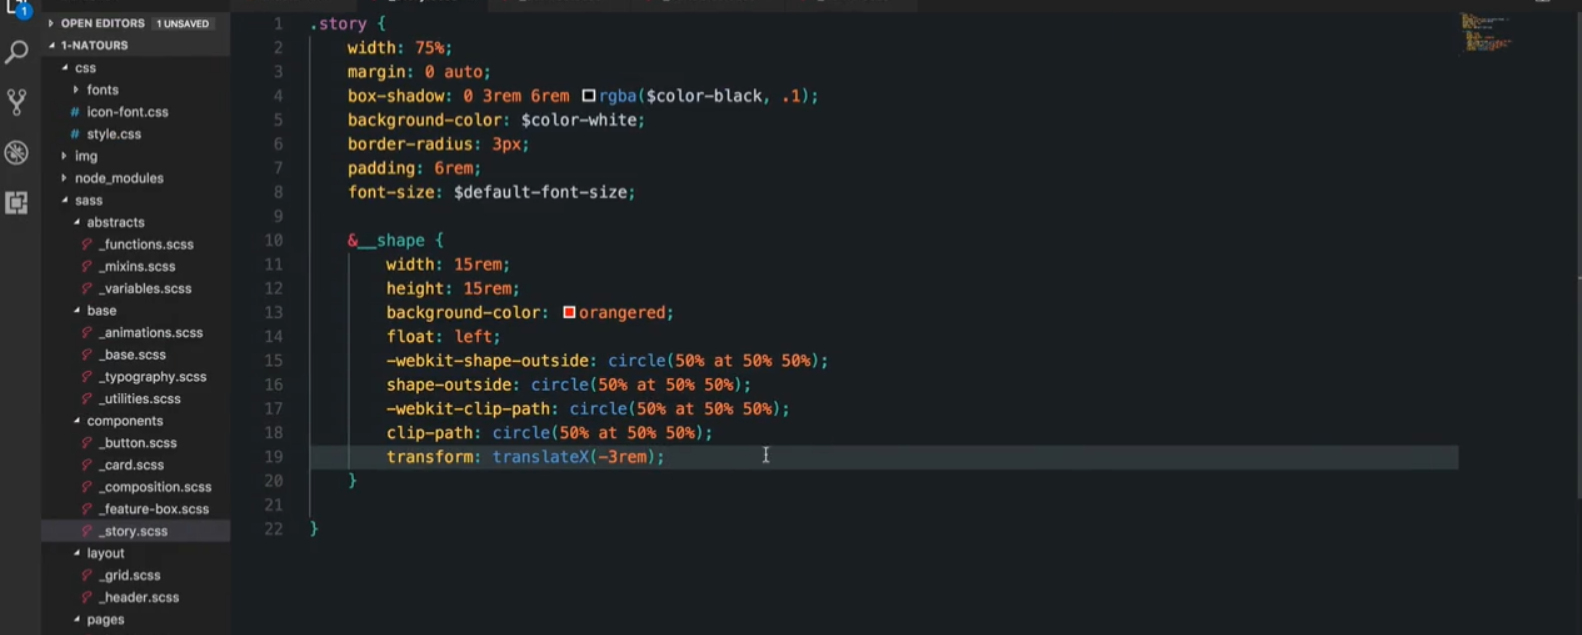 1
OPEN EDITORS 1 UNSAVED
1-NATOURS
css
fonts
# icon-font.css
# style.css
img
node_modules
sass
abstracts
_functions.scss
_mixins.scss
_variables.scss
base
_animations.scss
_base.scss
_typography.scss
_utilities.scss
components
_button.scss
_card.scss
_composition.scss
_feature-box.scss
_story.scss
layout
_grid.scss
_header.scss
pages
1 .story {
2 width: 75%;
3 margin: 0 auto;
4 box-shadow: 0 3rem 6rem rgba($color-black, .1);
5 background-color: $color-white;
6 border-radius: 3px;
7 padding: 6rem;
8 font-size: $default-font-size;
9
10 &__shape {
11 width: 15rem;
12 height: 15rem;
13 background-color: orangered;
14 float: left;
15 -webkit-shape-outside: circle(50% at 50% 50%);
16 shape-outside: circle(50% at 50% 50%);
17 -webkit-clip-path: circle(50% at 50% 50%);
18 clip-path: circle(50% at 50% 50%);
19 transform: translateX(-3rem);
20 }
21
22 }